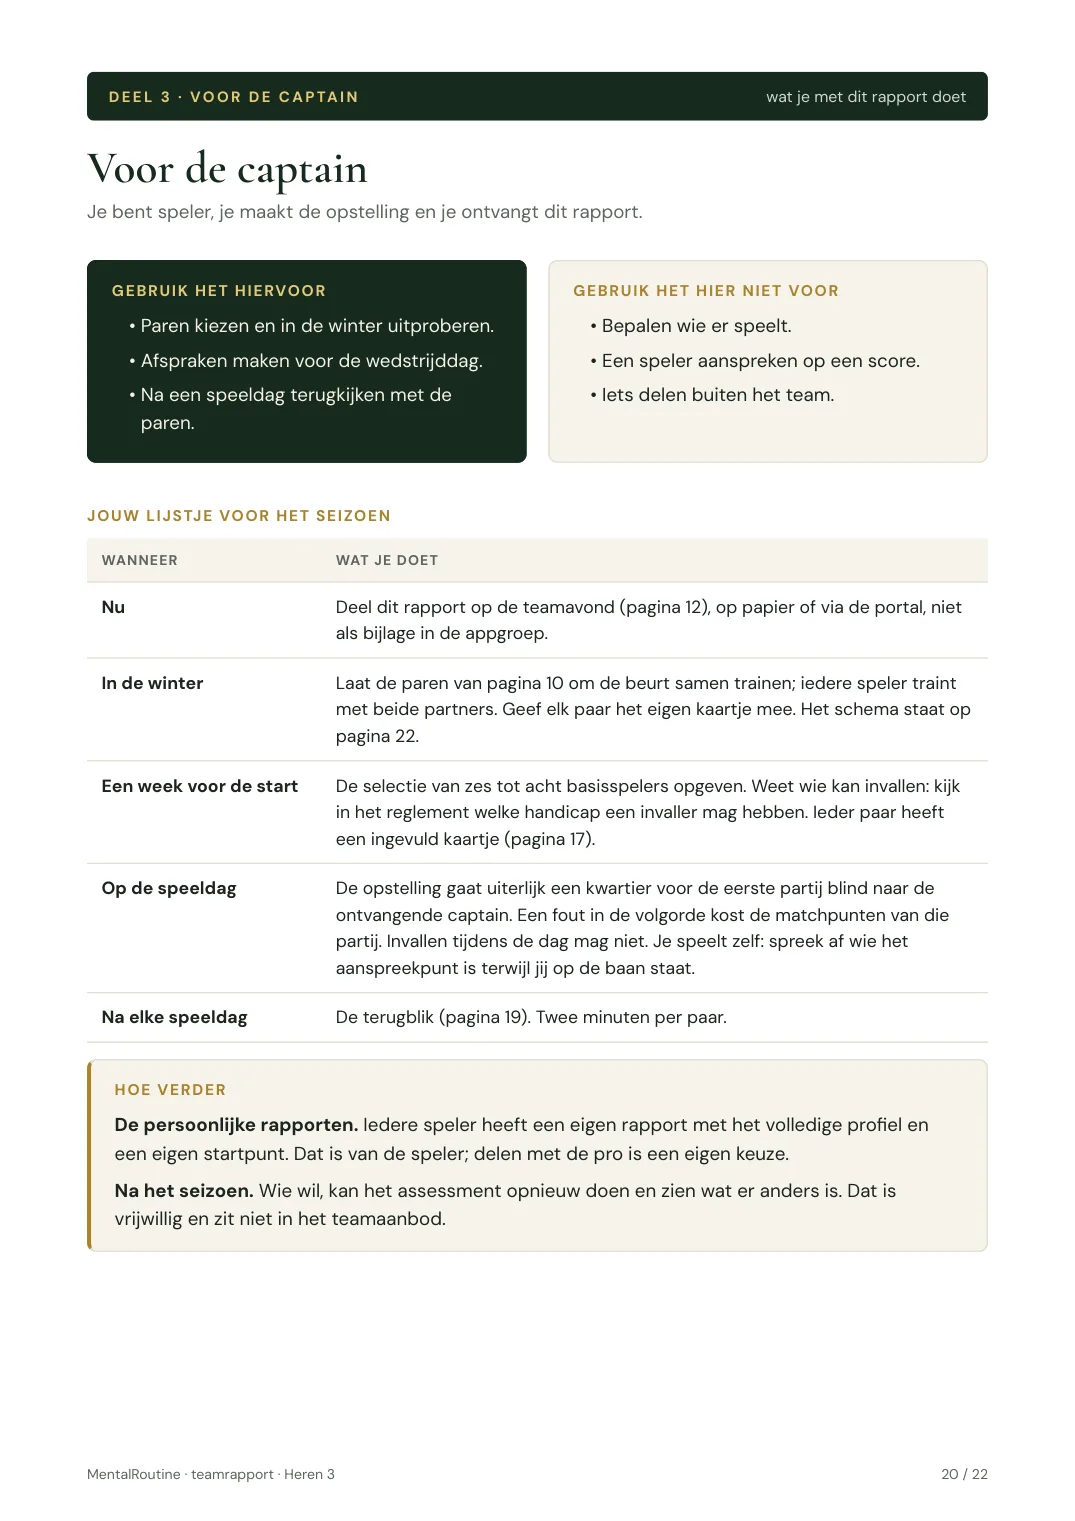 DEEL 3 · VOOR DE CAPTAIN
wat je met dit rapport doet
Voor de captain
Je bent speler, je maakt de opstelling en je ontvangt dit rapport.
GEBRUIK HET HIERVOOR
• Paren kiezen en in de winter uitproberen.
• Afspraken maken voor de wedstrijddag.
• Na een speeldag terugkijken met de
paren.
GEBRUIK HET HIER NIET VOOR
• Bepalen wie er speelt.
• Een speler aanspreken op een score.
• Iets delen buiten het team.
JOUW LIJSTJE VOOR HET SEIZOEN
WANNEER
WAT JE DOET
Nu
Deel dit rapport op de teamavond (pagina 12), op papier of via de portal, niet
als bijlage in de appgroep.
In de winter
Laat de paren van pagina 10 om de beurt samen trainen; iedere speler traint
met beide partners. Geef elk paar het eigen kaartje mee. Het schema staat op
pagina 22.
Een week voor de start
De selectie van zes tot acht basisspelers opgeven. Weet wie kan invallen: kijk
in het reglement welke handicap een invaller mag hebben. Ieder paar heeft
een ingevuld kaartje (pagina 17).
Op de speeldag
De opstelling gaat uiterlijk een kwartier voor de eerste partij blind naar de
ontvangende captain. Een fout in de volgorde kost de matchpunten van die
partij. Invallen tijdens de dag mag niet. Je speelt zelf: spreek af wie het
aanspreekpunt is terwijl jij op de baan staat.
Na elke speeldag
De terugblik (pagina 19). Twee minuten per paar.
HOE VERDER
De persoonlijke rapporten. Iedere speler heeft een eigen rapport met het volledige profiel en
een eigen startpunt. Dat is van de speler; delen met de pro is een eigen keuze.
Na het seizoen. Wie wil, kan het assessment opnieuw doen en zien wat er anders is. Dat is
vrijwillig en zit niet in het teamaanbod.
MentalRoutine · teamrapport · Heren 3
20 / 22